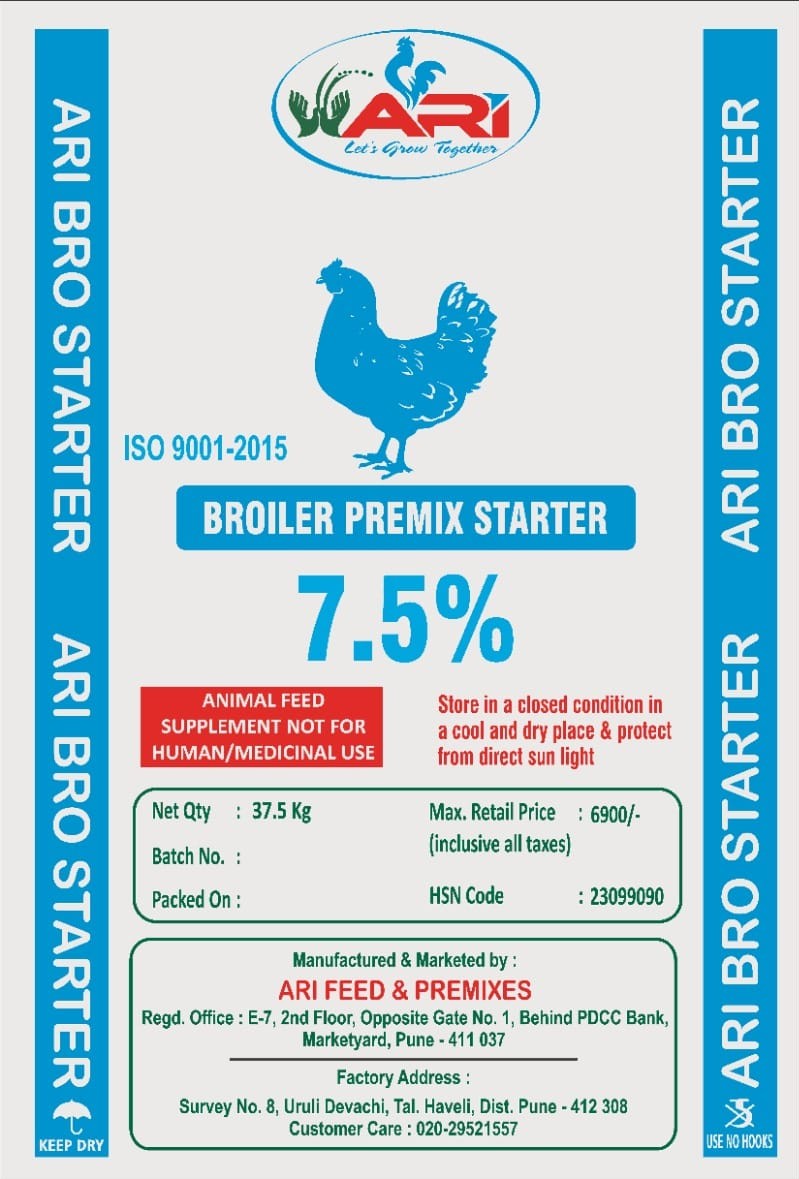 ARI
Let's Grow Together
ARI BRO STARTER
ARI BRO STARTER
KEEP DRY
ISO 9001-2015
BROILER PREMIX STARTER
7.5%
ANIMAL FEED
SUPPLEMENT NOT FOR
HUMAN/MEDICINAL USE
Store in a closed condition in
a cool and dry place & protect
from direct sun light
Net Qty : 37.5 Kg
Batch No. :
Packed On :
Max. Retail Price : 6900/-
(inclusive all taxes)
HSN Code : 23099090
Manufactured & Marketed by :
ARI FEED & PREMIXES
Regd. Office : E-7, 2nd Floor, Opposite Gate No. 1, Behind PDCC Bank,
Marketyard, Pune - 411 037
Factory Address :
Survey No. 8, Uruli Devachi, Tal. Haveli, Dist. Pune - 412 308
Customer Care : 020-29521557
ARI BRO STARTER
ARI BRO STARTER
USE NO HOOKS